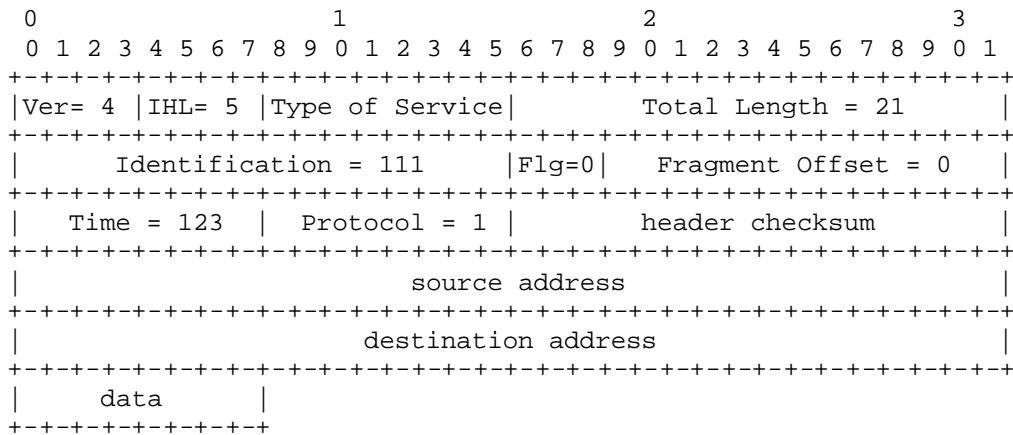 0                   1                   2                   3
 0 1 2 3 4 5 6 7 8 9 0 1 2 3 4 5 6 7 8 9 0 1 2 3 4 5 6 7 8 9 0 1
+-+-+-+-+-+-+-+-+-+-+-+-+-+-+-+-+-+-+-+-+-+-+-+-+-+-+-+-+-+-+-+-+
|Ver= 4 |IHL= 5 |Type of Service|        Total Length = 21      |
+-+-+-+-+-+-+-+-+-+-+-+-+-+-+-+-+-+-+-+-+-+-+-+-+-+-+-+-+-+-+-+-+
|      Identification = 111     |Flg=0|   Fragment Offset = 0   |
+-+-+-+-+-+-+-+-+-+-+-+-+-+-+-+-+-+-+-+-+-+-+-+-+-+-+-+-+-+-+-+-+
|   Time = 123  |  Protocol = 1 |        header checksum        |
+-+-+-+-+-+-+-+-+-+-+-+-+-+-+-+-+-+-+-+-+-+-+-+-+-+-+-+-+-+-+-+-+
|                         source address                        |
+-+-+-+-+-+-+-+-+-+-+-+-+-+-+-+-+-+-+-+-+-+-+-+-+-+-+-+-+-+-+-+-+
|                      destination address                      |
+-+-+-+-+-+-+-+-+-+-+-+-+-+-+-+-+-+-+-+-+-+-+-+-+-+-+-+-+-+-+-+-+
|     data      |
+-+-+-+-+-+-+-+-+